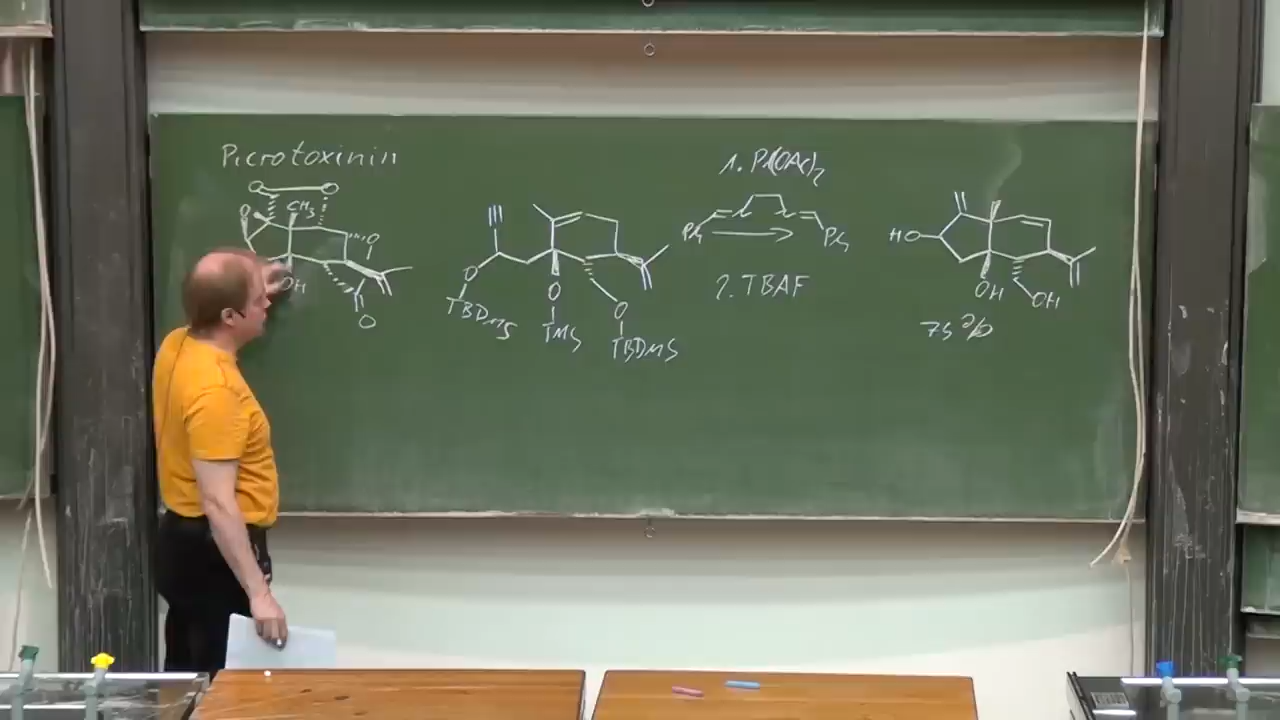 Picrotoxinin
O O
CH3
O
O
OH
O
O
O
TBDMS
O
TMS
O
TBDMS
1. Pd(OAc)2
Ph N N Ph
2. TBAF
HO
OH
OH
75 %